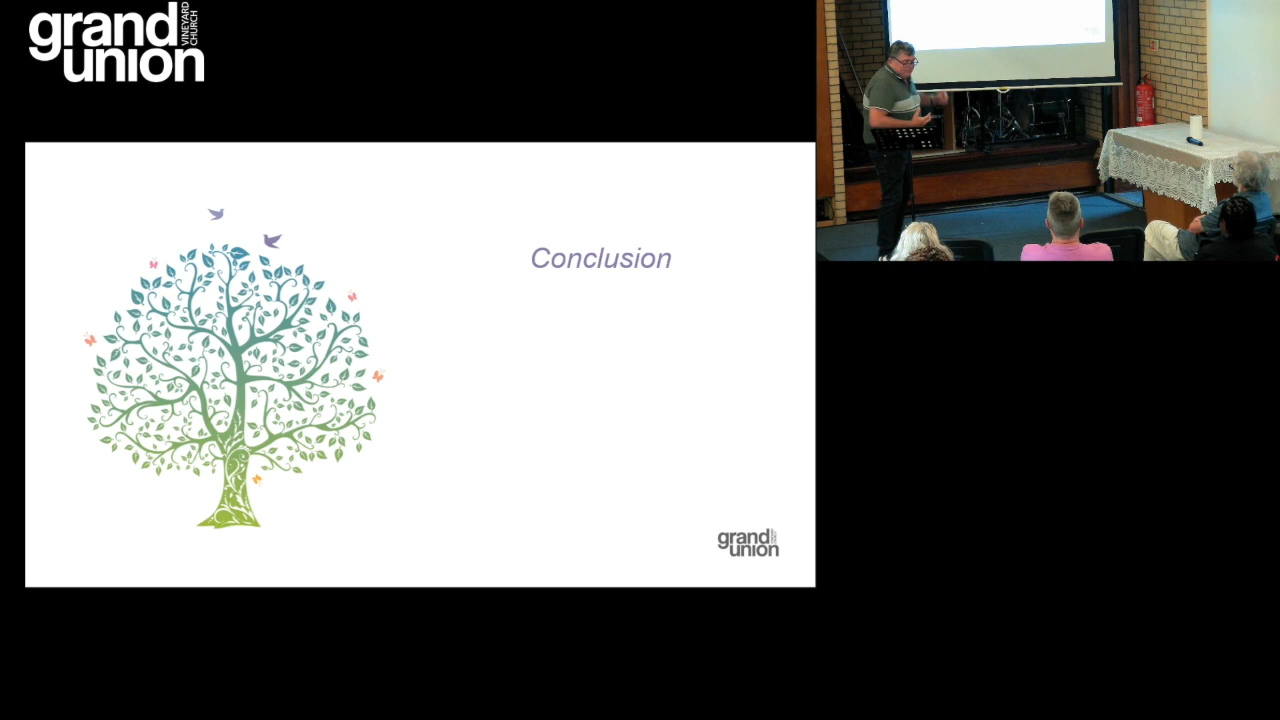 grand
union
VINEYARD
CHURCH
Conclusion
grand
union